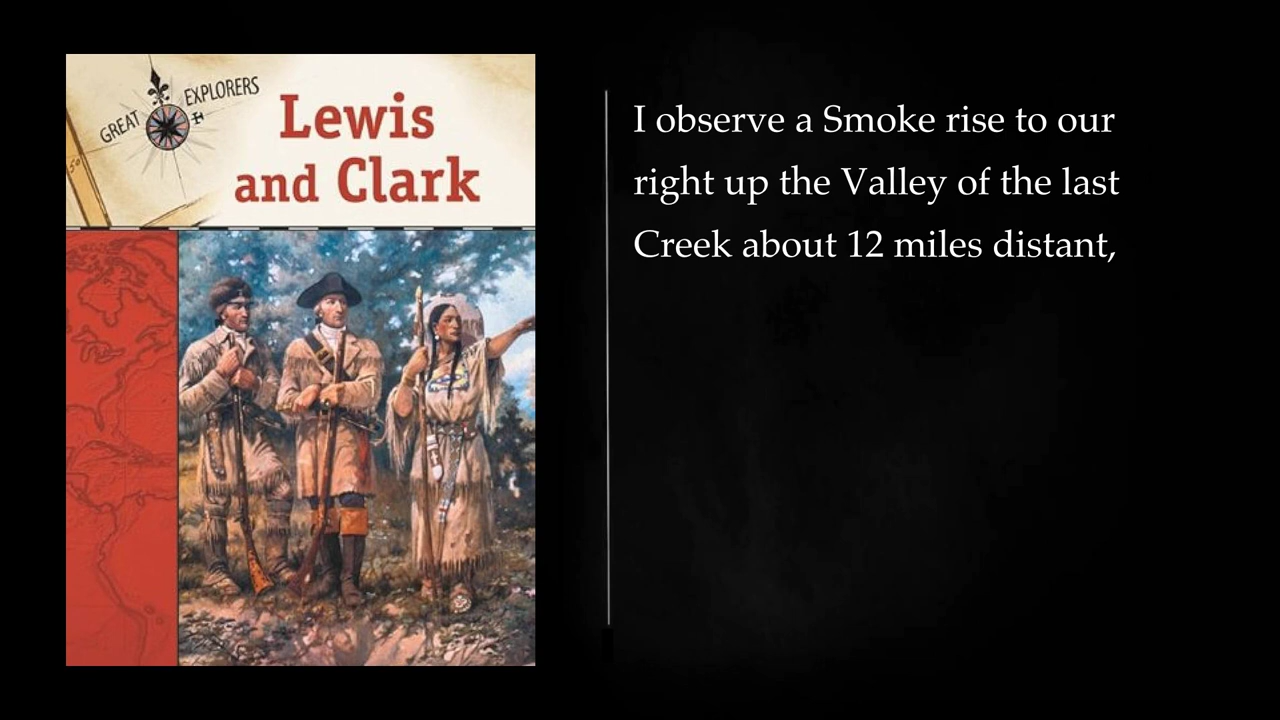 GREAT EXPLORERS
Lewis
and Clark
50
I observe a Smoke rise to our
right up the Valley of the last
Creek about 12 miles distant,